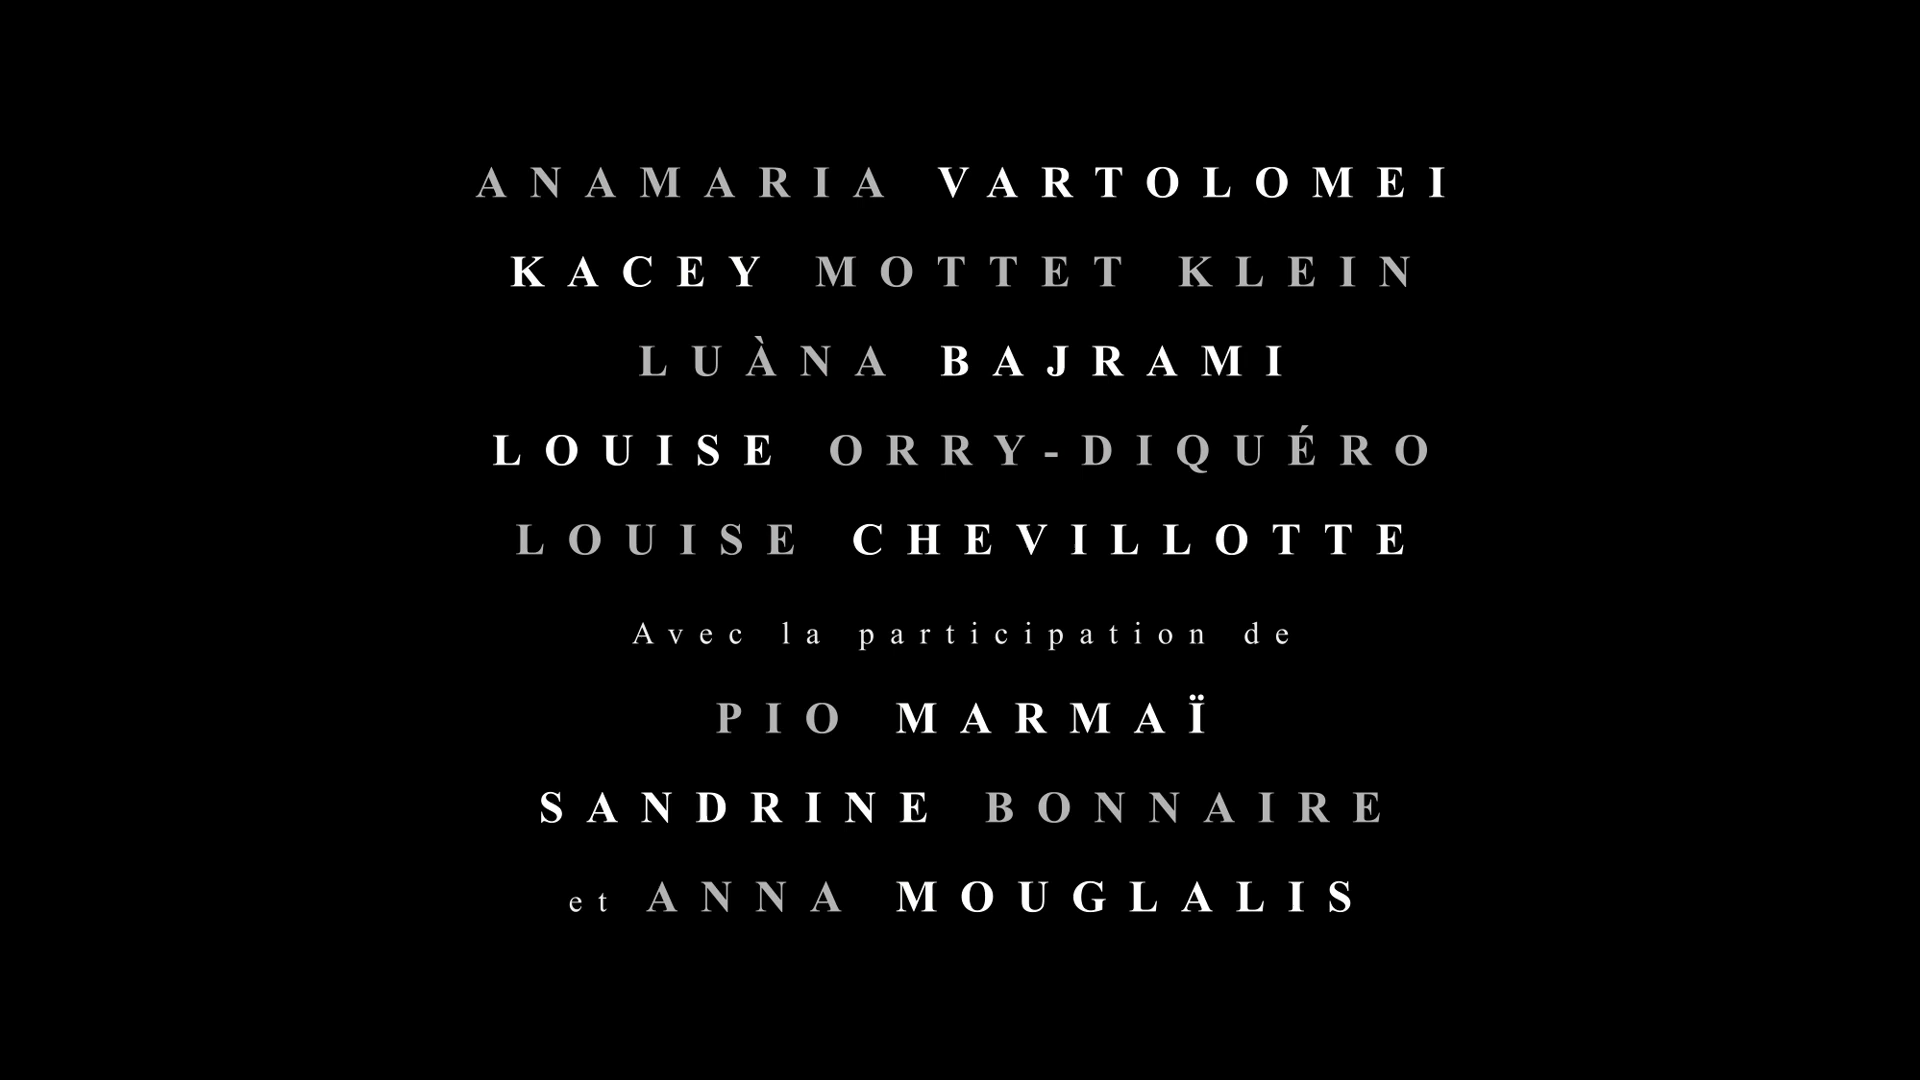 ANAMARIA VARTOLOMEI
KACEY MOTTET KLEIN
LUÀNA BAJRAMI
LOUISE ORRY-DIQUÉRO
LOUISE CHEVILLOTTE
Avec la participation de
PIO MARMAÏ
SANDRINE BONNAIRE
et ANNA MOUGLALIS